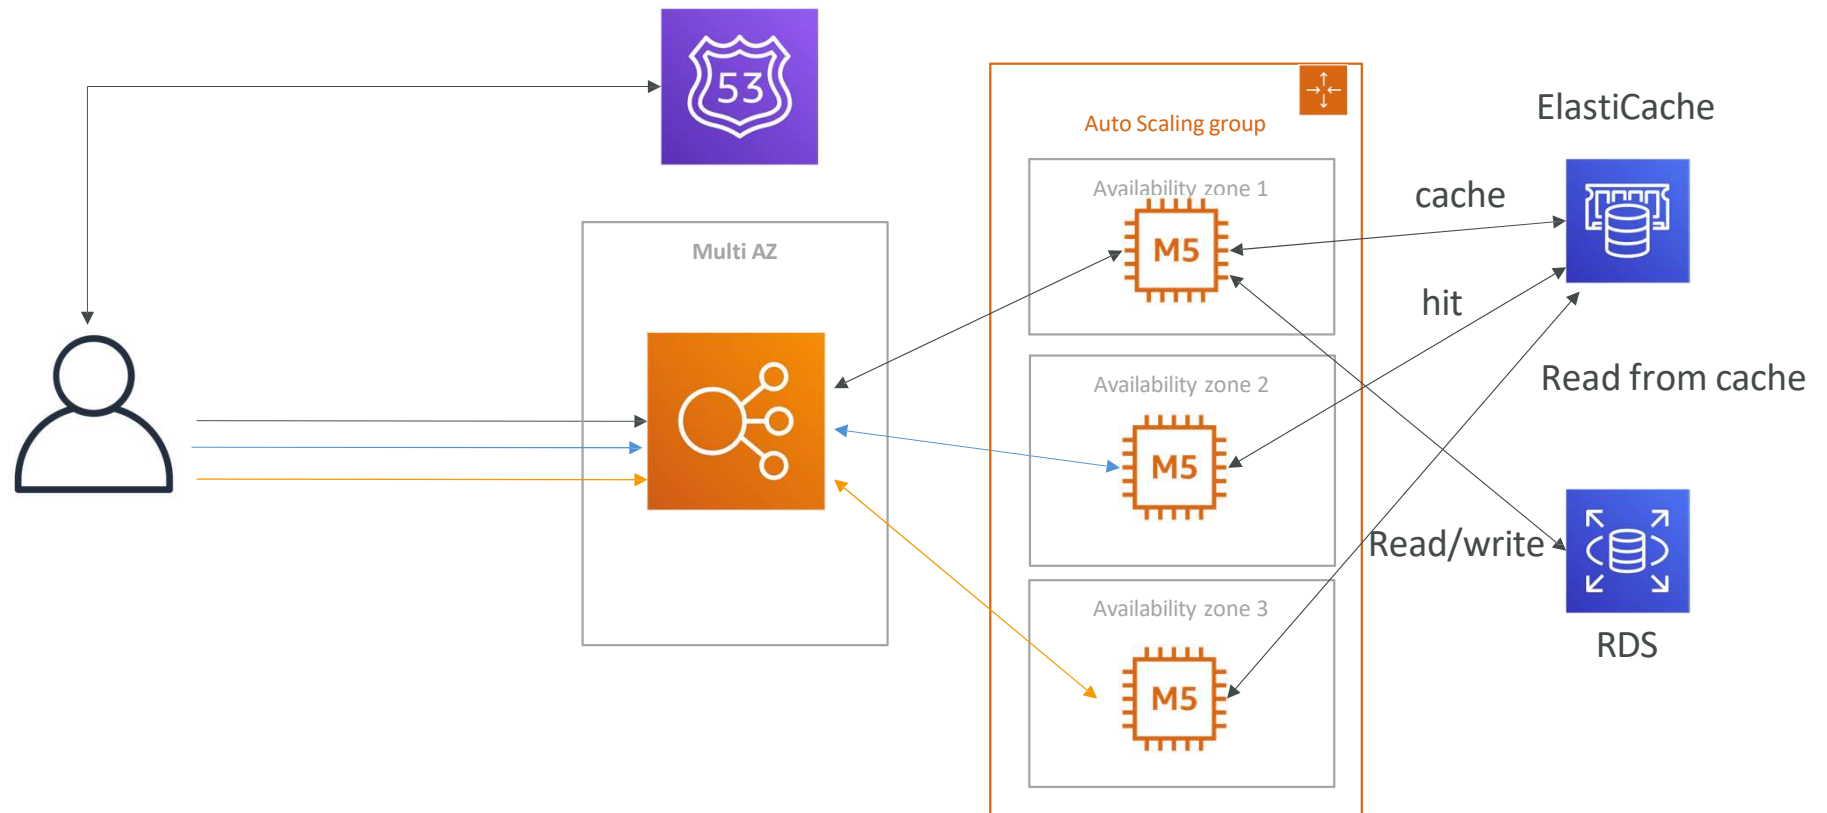 53
Auto Scaling group
ElastiCache
Availability zone 1
cache
M5
Multi AZ
hit
Availability zone 2
Read from cache
M5
Read/write
Availability zone 3
RDS
M5